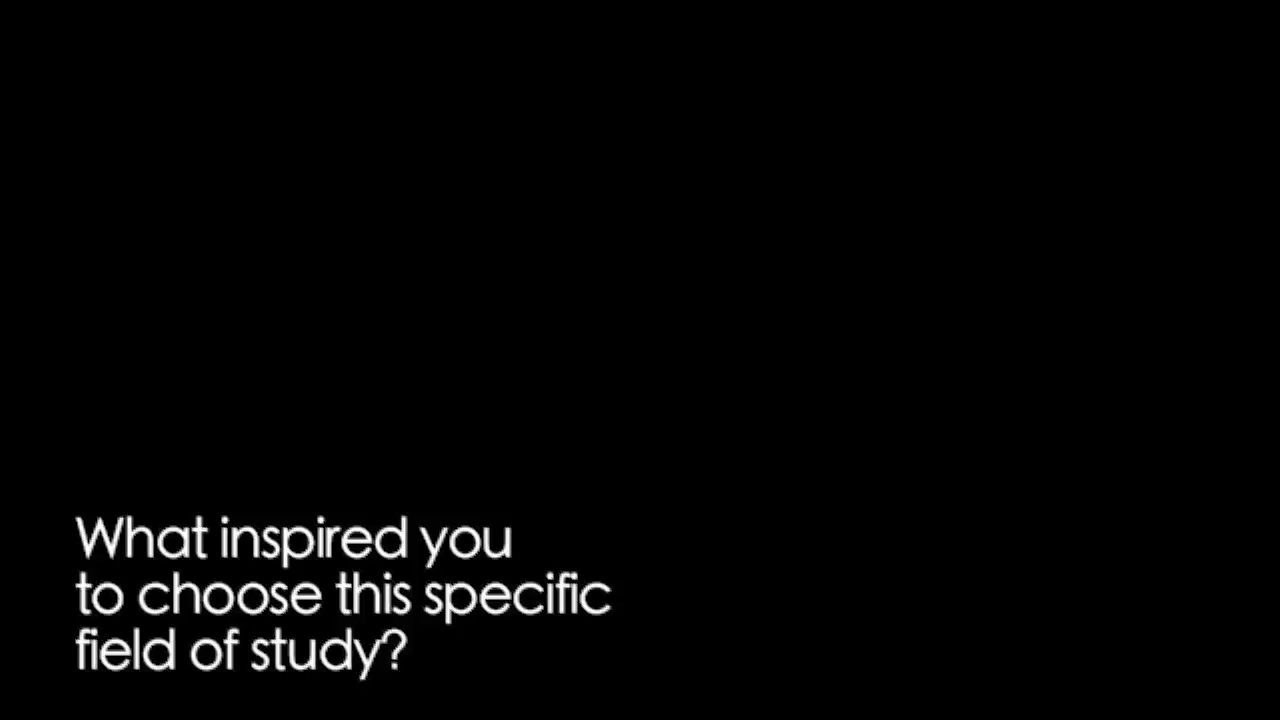 What inspired you
to choose this specific
field of study?